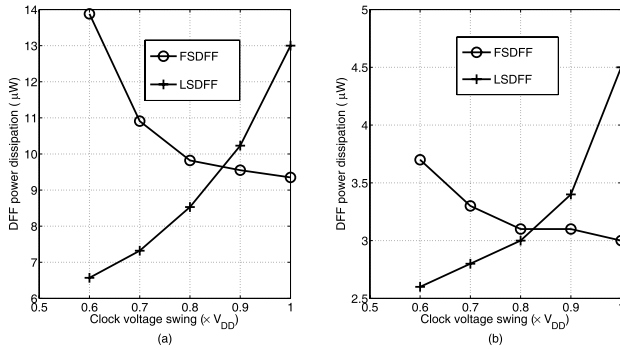 14
13
12
11
10
9
8
7
6
0.5 0.6 0.7 0.8 0.9 1
DFF power dissipation ( μW)
Clock voltage swing (× VDD)
FSDFF
LSDFF
(a)
5
4.5
4
3.5
3
2.5
0.5 0.6 0.7 0.8 0.9 1
DFF power dissipation ( μW)
Clock voltage swing (× VDD)
FSDFF
LSDFF
(b)